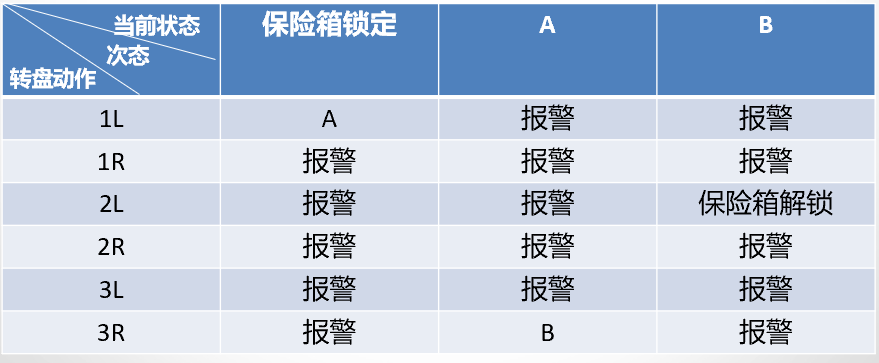 当前状态
次态
转盘动作
保险箱锁定 A B
1L A 报警 报警
1R 报警 报警 报警
2L 报警 报警 保险箱解锁
2R 报警 报警 报警
3L 报警 报警 报警
3R 报警 B 报警